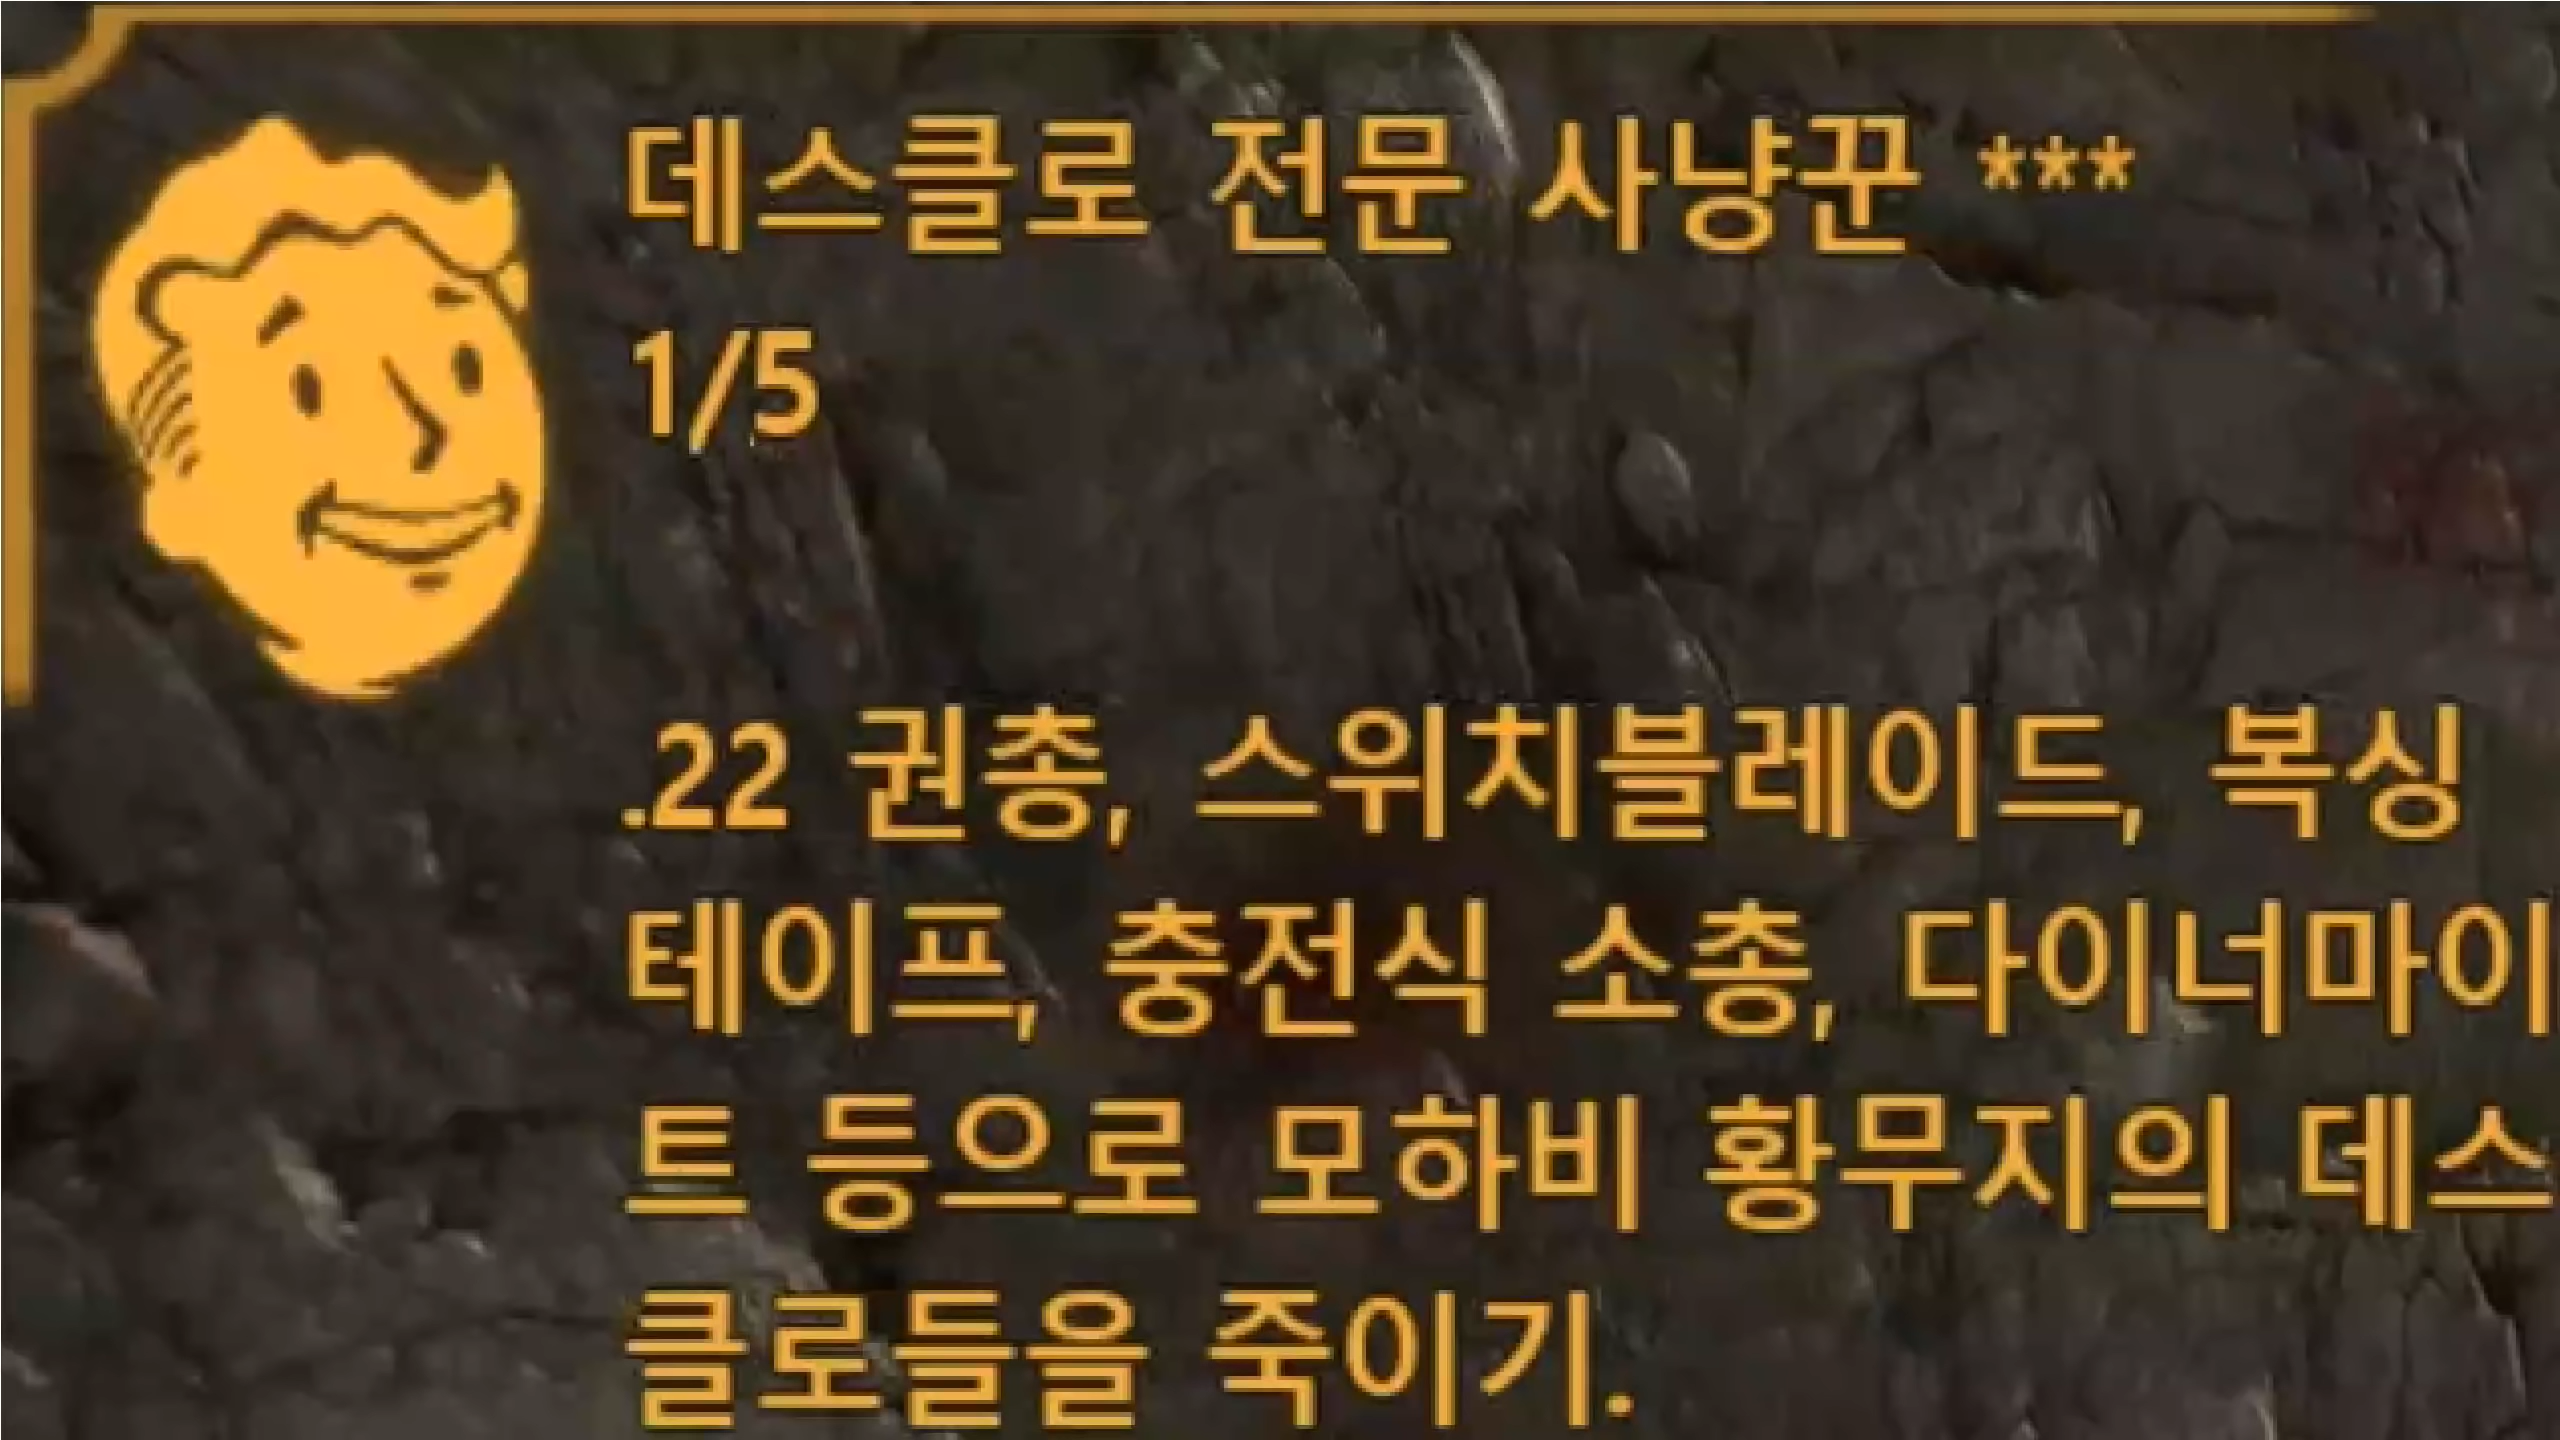 데스클로 전문 사냥꾼 ***
1/5
.22 권총, 스위치블레이드, 복싱
테이프, 충전식 소총, 다이너마이
트 등으로 모하비 황무지의 데스
클로들을 죽이기.